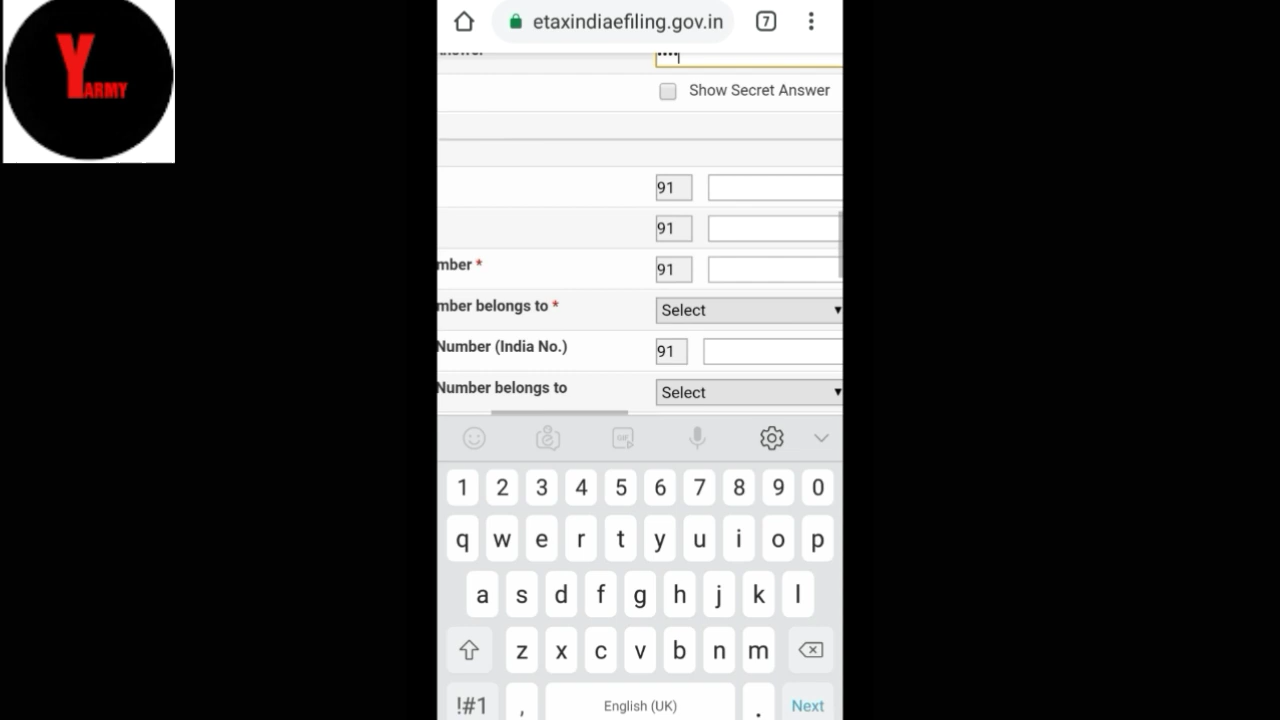 YARMY
etaxindiaefiling.gov.in
7
Show Secret Answer
91
91
mber * 91
mber belongs to * Select
Number (India No.) 91
Number belongs to Select
GIF
1 2 3 4 5 6 7 8 9 0
q w e r t y u i o p
a s d f g h j k l
z x c v b n m
!#1 , English (UK) . Next